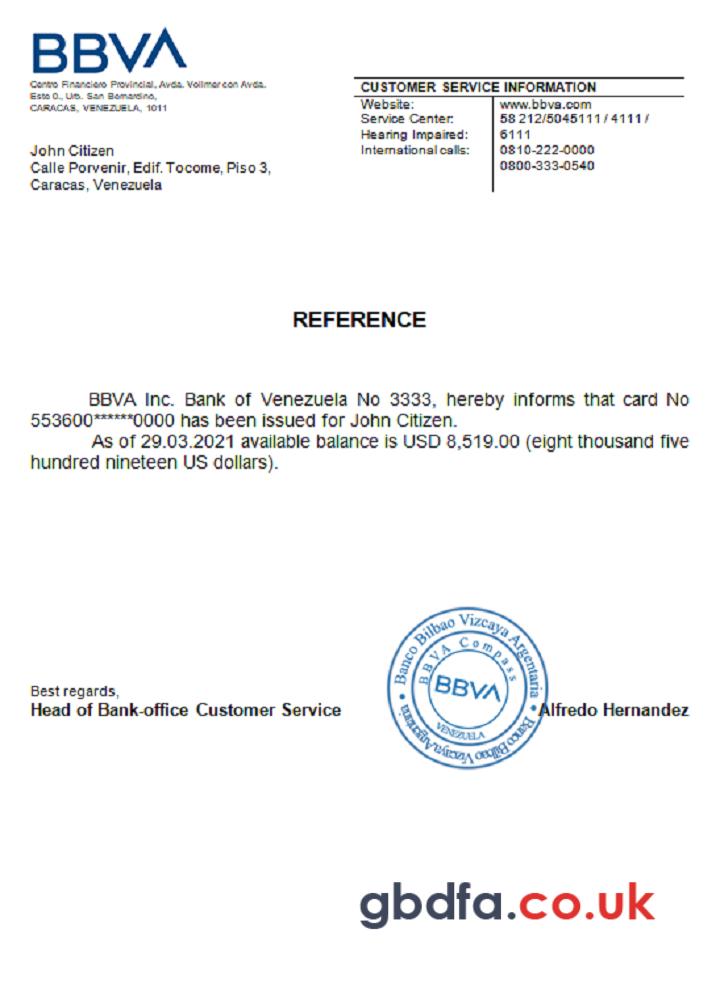 BBVA
Centro Financiero Provincial, Avda. Vollmer con Avda.
Este 0., Urb. San Bernardino,
CARACAS, VENEZUELA, 1011
CUSTOMER SERVICE INFORMATION
Website: www.bbva.com
Service Center: 58 212/5045111 / 4111 /
Hearing Impaired: 6111
International calls: 0810-222-0000
0800-333-0540
John Citizen
Calle Porvenir, Edif. Tocome, Piso 3,
Caracas, Venezuela
REFERENCE
BBVA Inc. Bank of Venezuela No 3333, hereby informs that card No
553600******0000 has been issued for John Citizen.
As of 29.03.2021 available balance is USD 8,519.00 (eight thousand five
hundred nineteen US dollars).
Best regards,
Head of Bank-office Customer Service
Banco Bilbao Vizcaya Argentaria • Banco Bilbao Vizcaya Argentaria •
BBVA Compass
BBVA
VENEZUELA
Alfredo Hernandez
gbdfa.co.uk